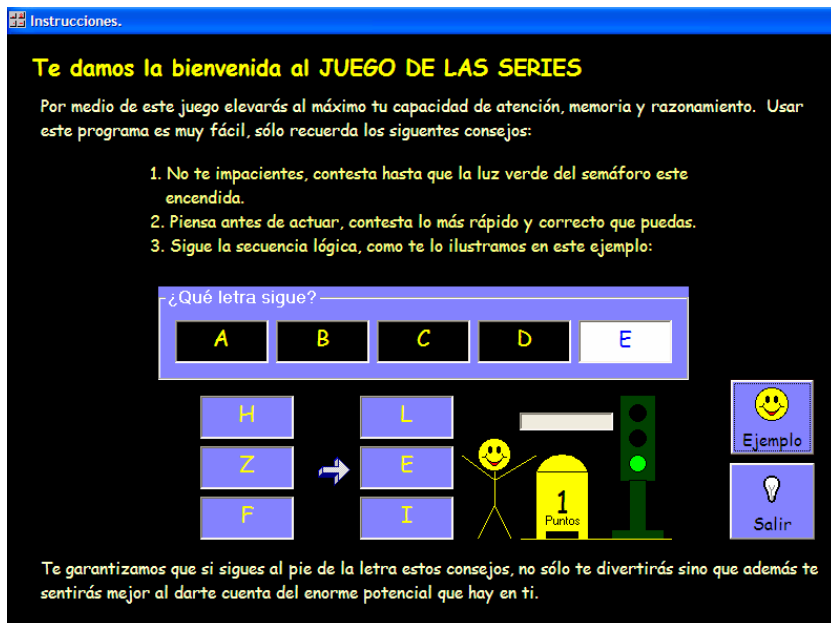 Instrucciones.
Te damos la bienvenida al JUEGO DE LAS SERIES
Por medio de este juego elevarás al máximo tu capacidad de atención, memoria y razonamiento. Usar
este programa es muy fácil, sólo recuerda los siguentes consejos:
1. No te impacientes, contesta hasta que la luz verde del semáforo este
encendida.
2. Piensa antes de actuar, contesta lo más rápido y correcto que puedas.
3. Sigue la secuencia lógica, como te lo ilustramos en este ejemplo:
¿Qué letra sigue?
A B C D E
H L
Z E
F I
1
Puntos
Ejemplo
Salir
Te garantizamos que si sigues al pie de la letra estos consejos, no sólo te divertirás sino que además te
sentirás mejor al darte cuenta del enorme potencial que hay en ti.